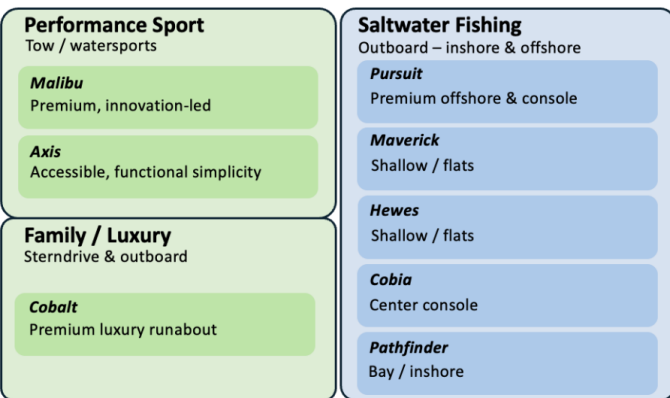 Performance Sport
Tow / watersports
Malibu
Premium, innovation-led
Axis
Accessible, functional simplicity
Family / Luxury
Sterndrive & outboard
Cobalt
Premium luxury runabout
Saltwater Fishing
Outboard – inshore & offshore
Pursuit
Premium offshore & console
Maverick
Shallow / flats
Hewes
Shallow / flats
Cobia
Center console
Pathfinder
Bay / inshore